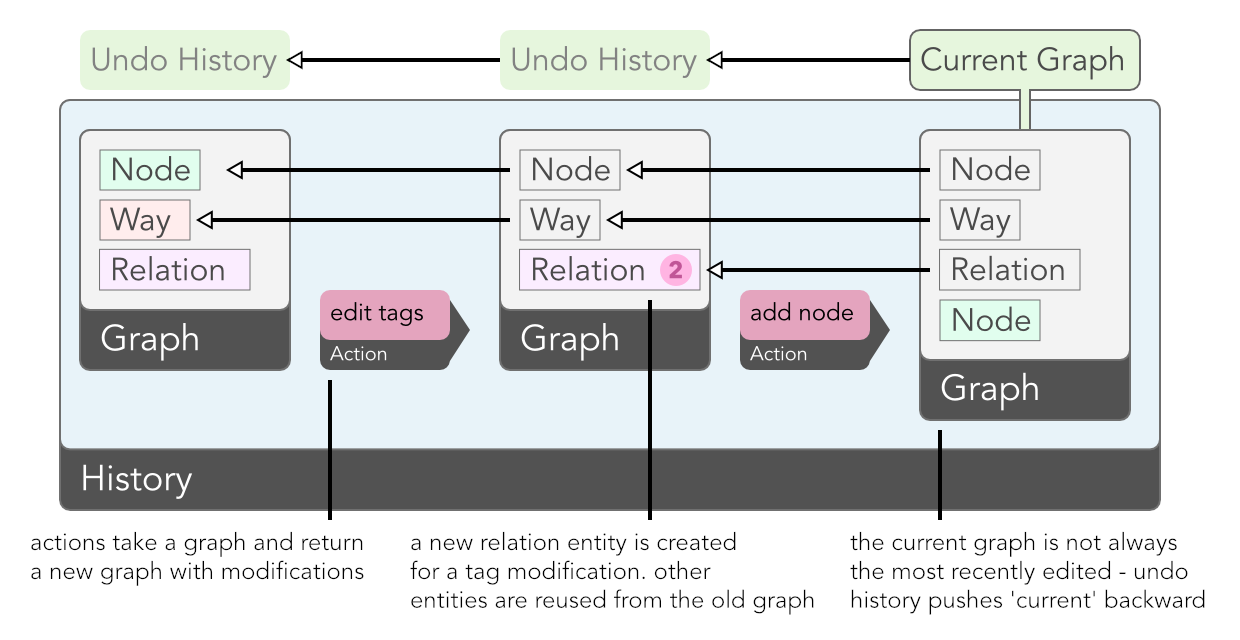 Undo History
Undo History
Current Graph
Node
Way
Relation
Graph
edit tags
Action
Node
Way
Relation 2
Graph
add node
Action
Node
Way
Relation
Node
Graph
History
actions take a graph and return
a new graph with modifications
a new relation entity is created
for a tag modification. other
entities are reused from the old graph
the current graph is not always
the most recently edited - undo
history pushes 'current' backward